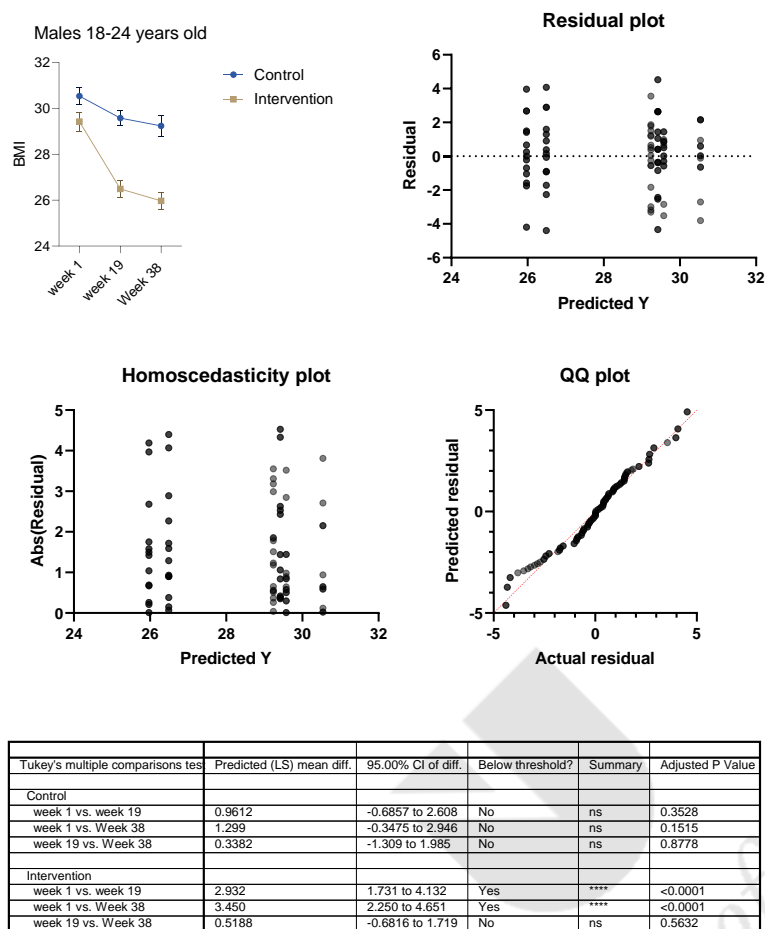 Males 18-24 years old
32
30
28
26
24
BMI
week 1
week 19
Week 38
Control
Intervention
Residual plot
6
4
2
0
-2
-4
-6
Residual
24 26 28 30 32
Predicted Y
Homoscedasticity plot
5
4
3
2
1
0
Abs(Residual)
24 26 28 30 32
Predicted Y
QQ plot
5
0
-5
Predicted residual
-5 0 5
Actual residual
Tukey's multiple comparisons test Predicted (LS) mean diff. 95.00% CI of diff. Below threshold? Summary Adjusted P Value
Control
week 1 vs. week 19 0.9612 -0.6857 to 2.608 No ns 0.3528
week 1 vs. Week 38 1.299 -0.3475 to 2.946 No ns 0.1515
week 19 vs. Week 38 0.3382 -1.309 to 1.985 No ns 0.8778
Intervention
week 1 vs. week 19 2.932 1.731 to 4.132 Yes **** <0.0001
week 1 vs. Week 38 3.450 2.250 to 4.651 Yes **** <0.0001
week 19 vs. Week 38 0.5188 -0.6816 to 1.719 No ns 0.5632